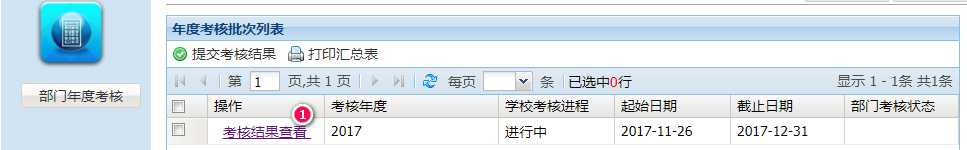 年度考核批次列表
提交考核结果 打印汇总表
部门年度考核
第 1 页,共 1 页 每页 条 已选中0行 显示 1 - 1条 共1条
操作 考核年度 学校考核进程 起始日期 截止日期 部门考核状态
1
考核结果查看 2017 进行中 2017-11-26 2017-12-31